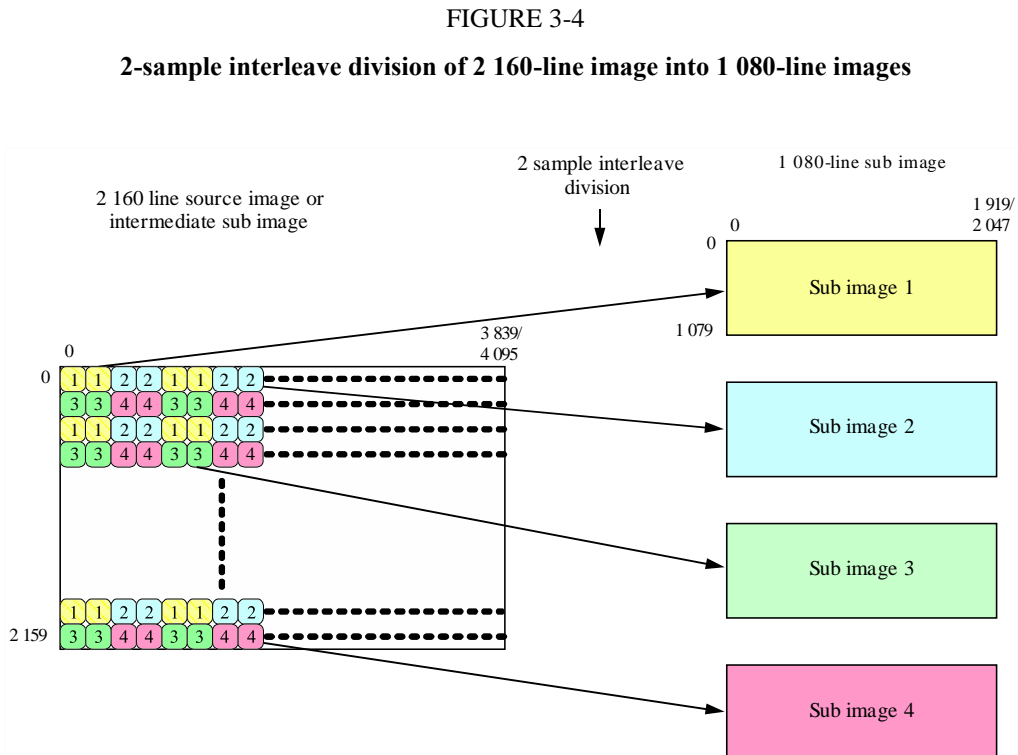 FIGURE 3-4
2-sample interleave division of 2 160-line image into 1 080-line images
2 sample interleave
division
1 080-line sub image
2 160 line source image or
intermediate sub image
1 919/
2 047
0
0
Sub image 1
1 079
3 839/
4 095
0
0
1 1 2 2 1 1 2 2
3 3 4 4 3 3 4 4
1 1 2 2 1 1 2 2
3 3 4 4 3 3 4 4
Sub image 2
Sub image 3
1 1 2 2 1 1 2 2
2 159
3 3 4 4 3 3 4 4
Sub image 4